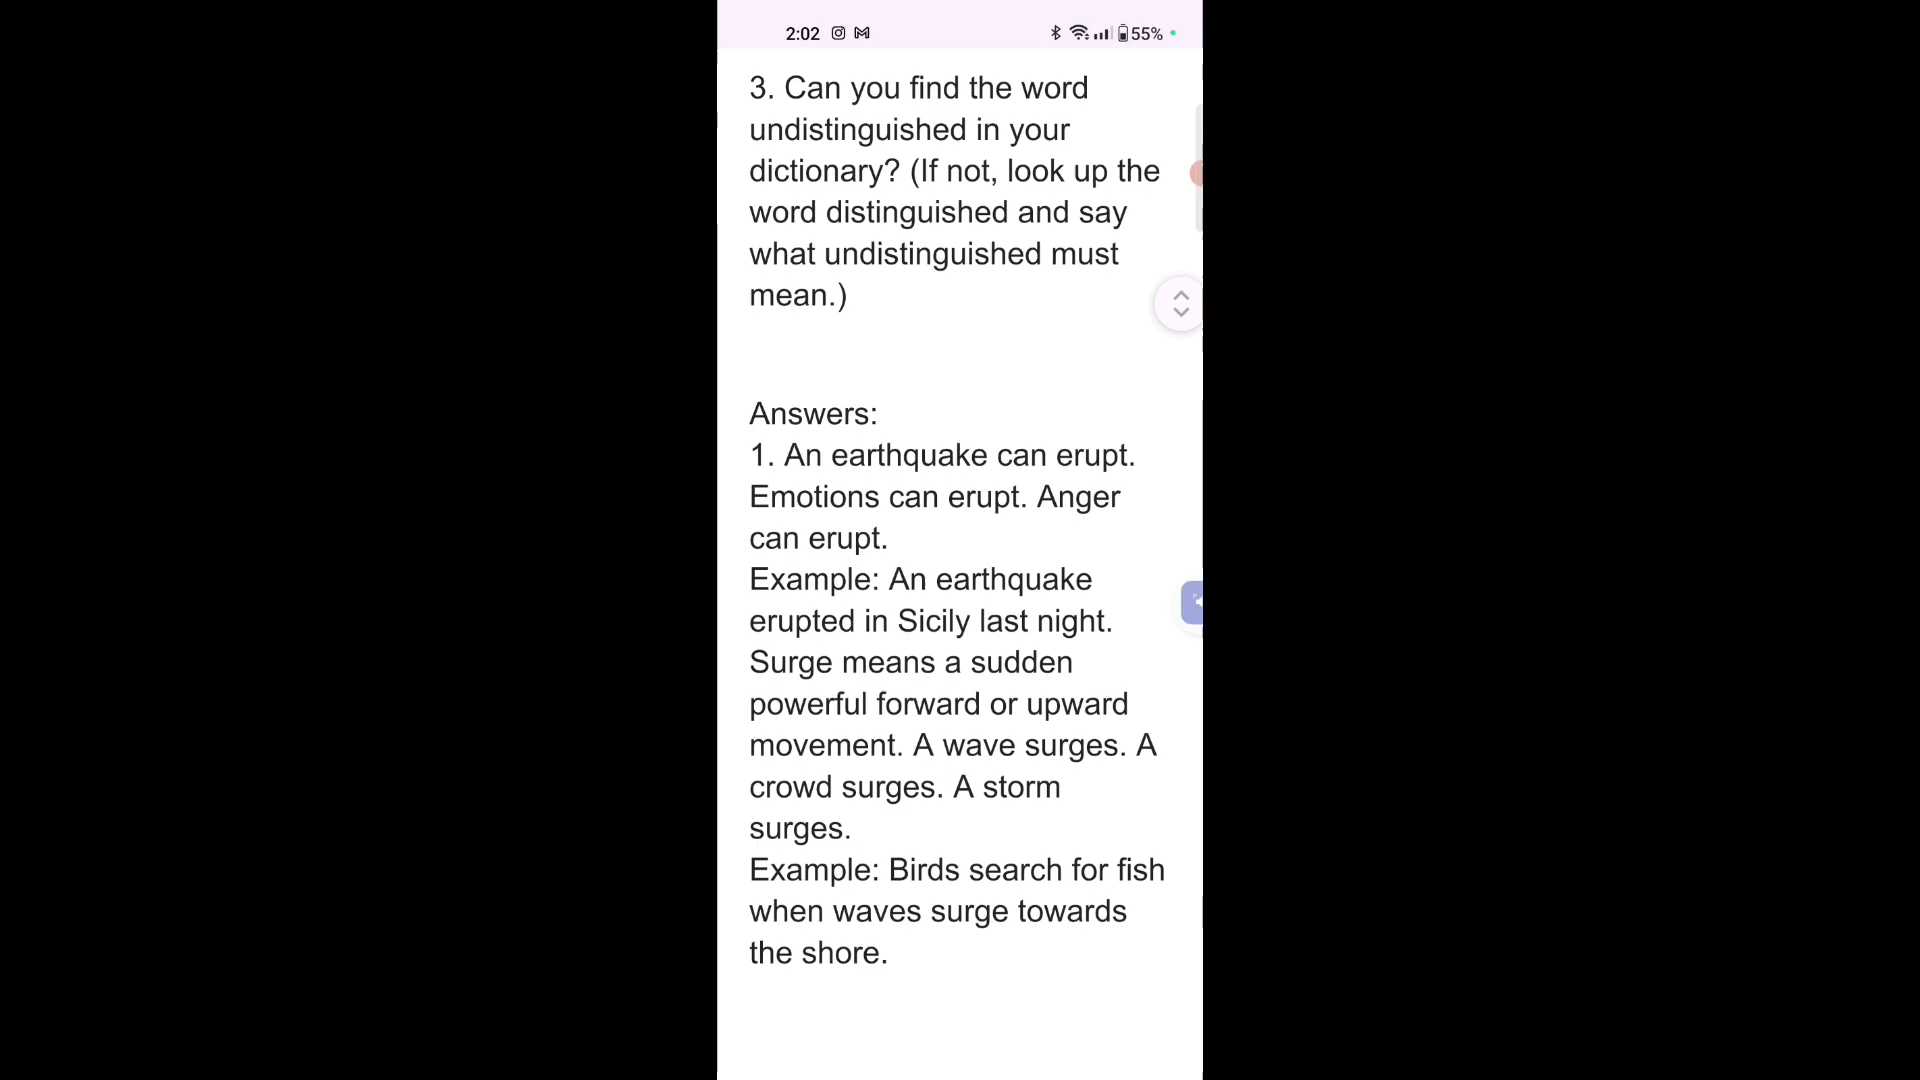 2:02
55%
3. Can you find the word
undistinguished in your
dictionary? (If not, look up the
word distinguished and say
what undistinguished must
mean.)
Answers:
1. An earthquake can erupt.
Emotions can erupt. Anger
can erupt.
Example: An earthquake
erupted in Sicily last night.
Surge means a sudden
powerful forward or upward
movement. A wave surges. A
crowd surges. A storm
surges.
Example: Birds search for fish
when waves surge towards
the shore.